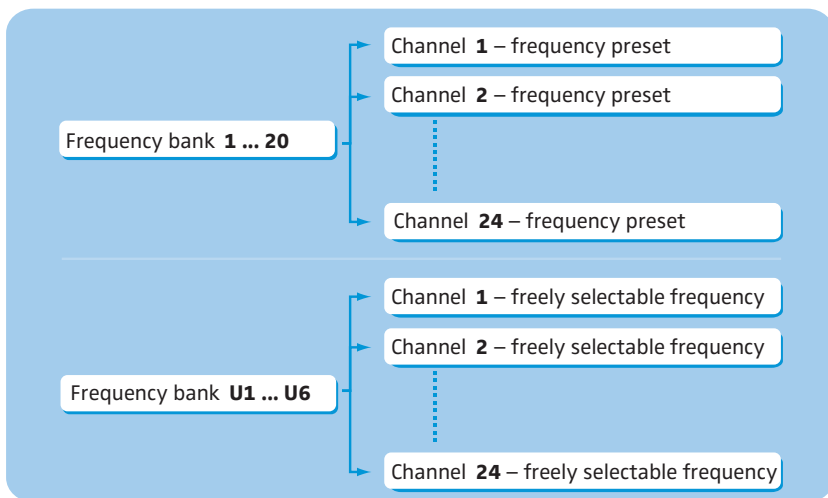 Channel 1 – frequency preset
Channel 2 – frequency preset
Frequency bank 1 ... 20
Channel 24 – frequency preset
Channel 1 – freely selectable frequency
Channel 2 – freely selectable frequency
Frequency bank U1 ... U6
Channel 24 – freely selectable frequency